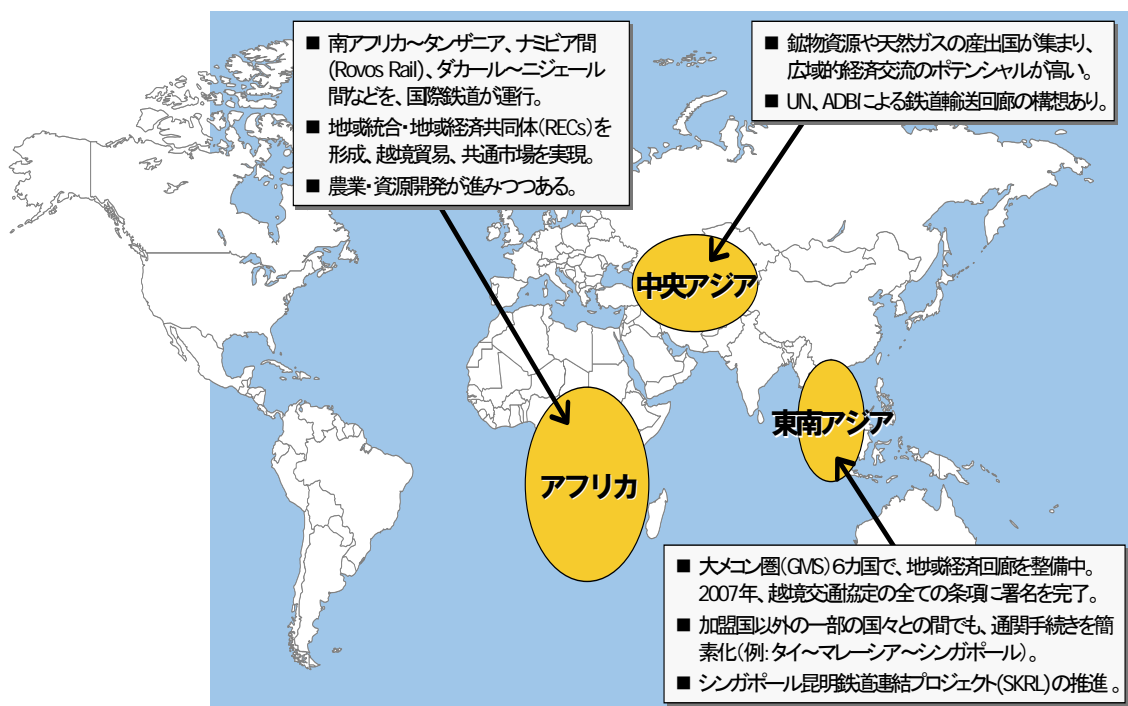 ■ 南アフリカ～タンザニア、ナミビア間
(Rovos Rail)、ダカール～ニジェール
間などを、国際鉄道が運行。
■ 地域統合・地域経済共同体(RECs)を
形成、越境貿易、共通市場を実現。
■ 農業・資源開発が進みつつある。
■ 鉱物資源や天然ガスの産出国が集まり、
広域的経済交流のポテンシャルが高い。
■ UN、ADBによる鉄道輸送回廊の構想あり。
中央アジア
東南アジア
アフリカ
■ 大メコン圏(GMS)6カ国で、地域経済回廊を整備中。
2007年、越境交通協定の全ての条項に署名を完了。
■ 加盟国以外の一部の国々との間でも、通関手続きを簡
素化(例:タイ～マレーシア～シンガポール)。
■ シンガポール昆明鉄道連結プロジェクト(SKRL)の推進。